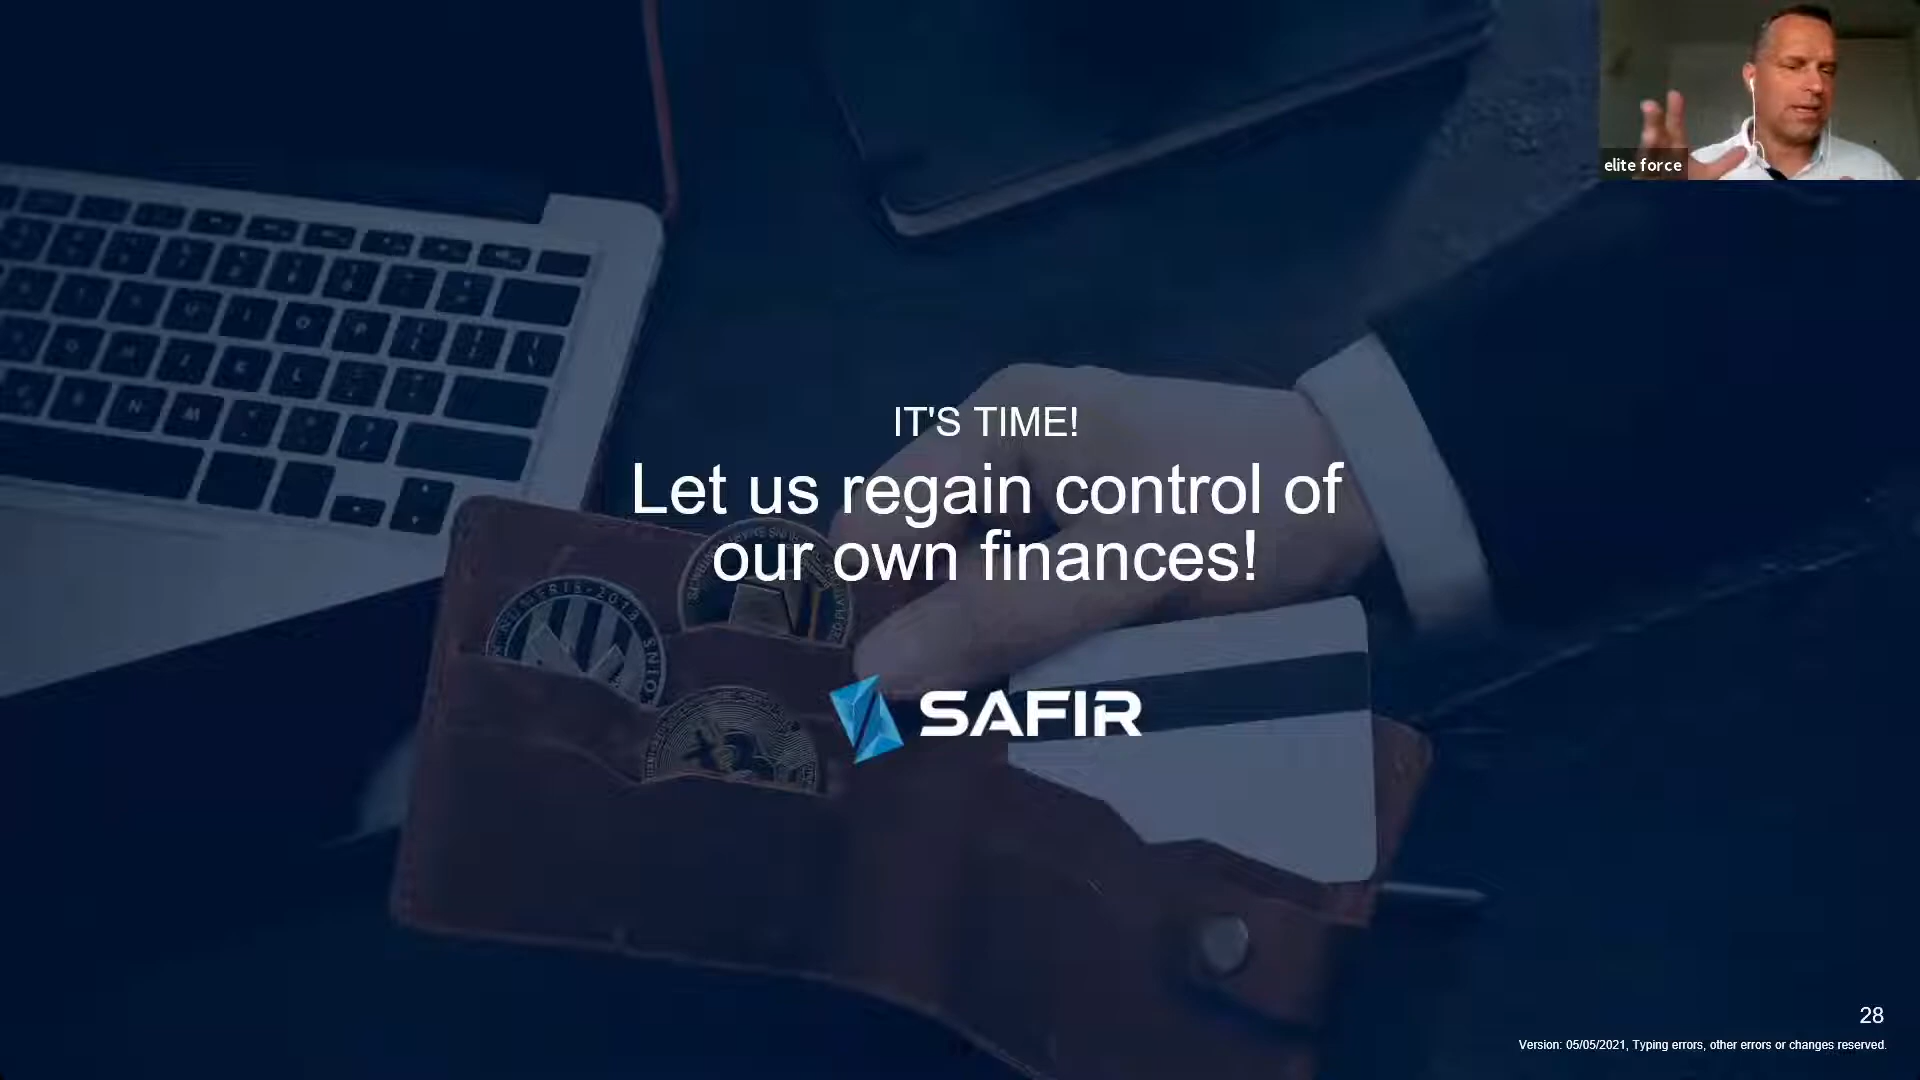 elite force
IT'S TIME!
Let us regain control of
our own finances!
SAFIR
28
Version: 05/05/2021, Typing errors, other errors or changes reserved.